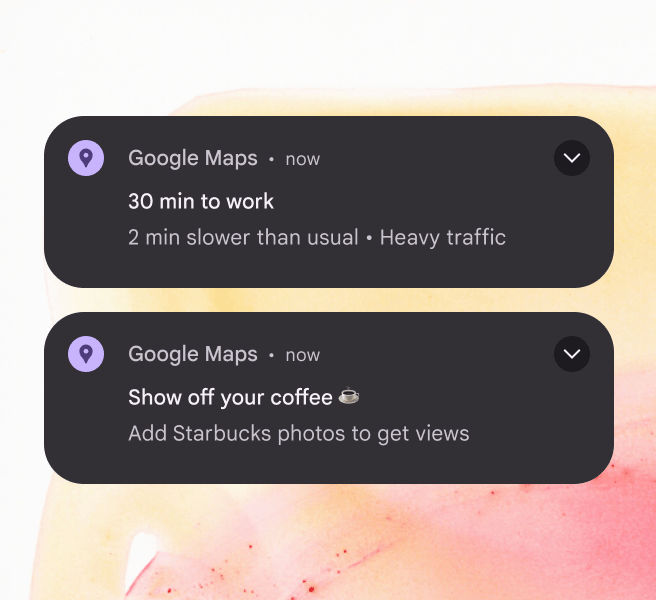 Google Maps • now
30 min to work
2 min slower than usual • Heavy traffic
Google Maps • now
Show off your coffee ☕
Add Starbucks photos to get views